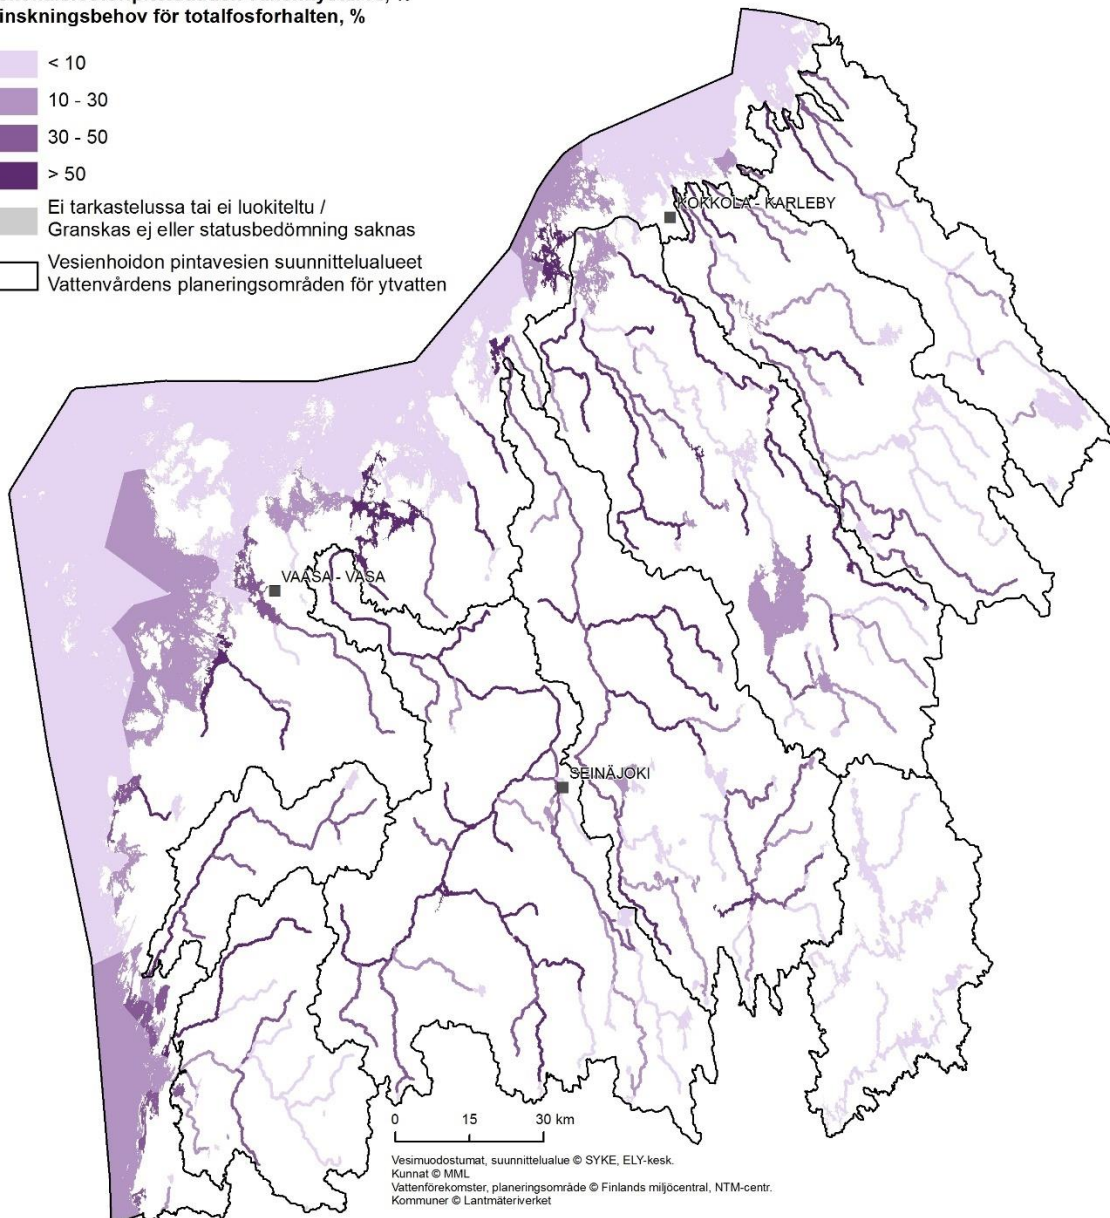 inskningsbehov för totalfosforhalten, %
< 10
10 - 30
30 - 50
> 50
Ei tarkastelussa tai ei luokiteltu /
Granskas ej eller statusbedömning saknas
Vesienhoidon pintavesien suunnittelualueet
Vattenvårdens planeringsområden för ytvatten
KOKKOLA - KARLEBY
VAASA - VASA
SEINÄJOKI
0 15 30 km
Vesimuodostumat, suunnittelualue © SYKE, ELY-kesk.
Kunnat © MML
Vattenförekomster, planeringsområde © Finlands miljöcentral, NTM-centr.
Kommuner © Lantmäteriverket